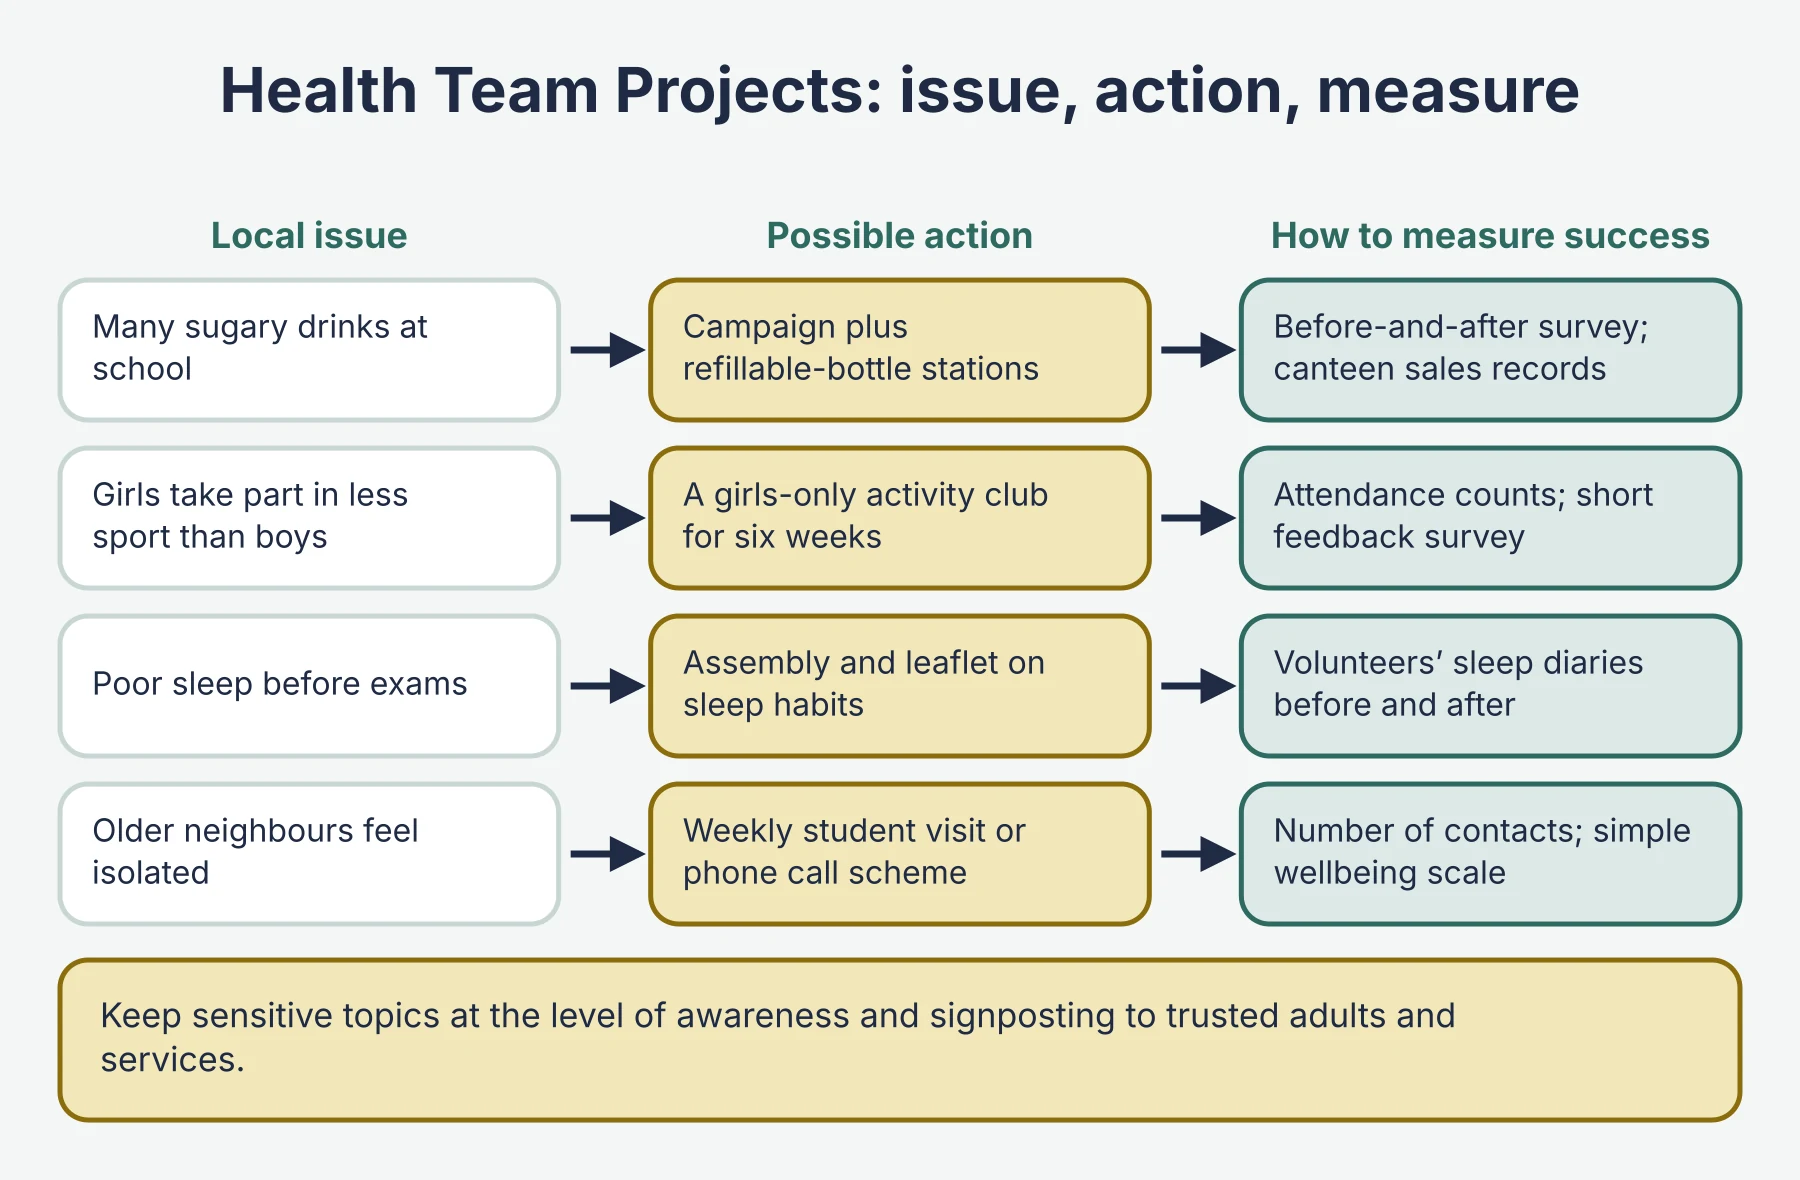 Health Team Projects: issue, action, measure
Local issue
Possible action
How to measure success
Many sugary drinks at
school
Campaign plus
refillable-bottle stations
Before-and-after survey;
canteen sales records
Girls take part in less
sport than boys
A girls-only activity club
for six weeks
Attendance counts; short
feedback survey
Poor sleep before exams
Assembly and leaflet on
sleep habits
Volunteers’ sleep diaries
before and after
Older neighbours feel
isolated
Weekly student visit or
phone call scheme
Number of contacts; simple
wellbeing scale
Keep sensitive topics at the level of awareness and signposting to trusted adults and
services.